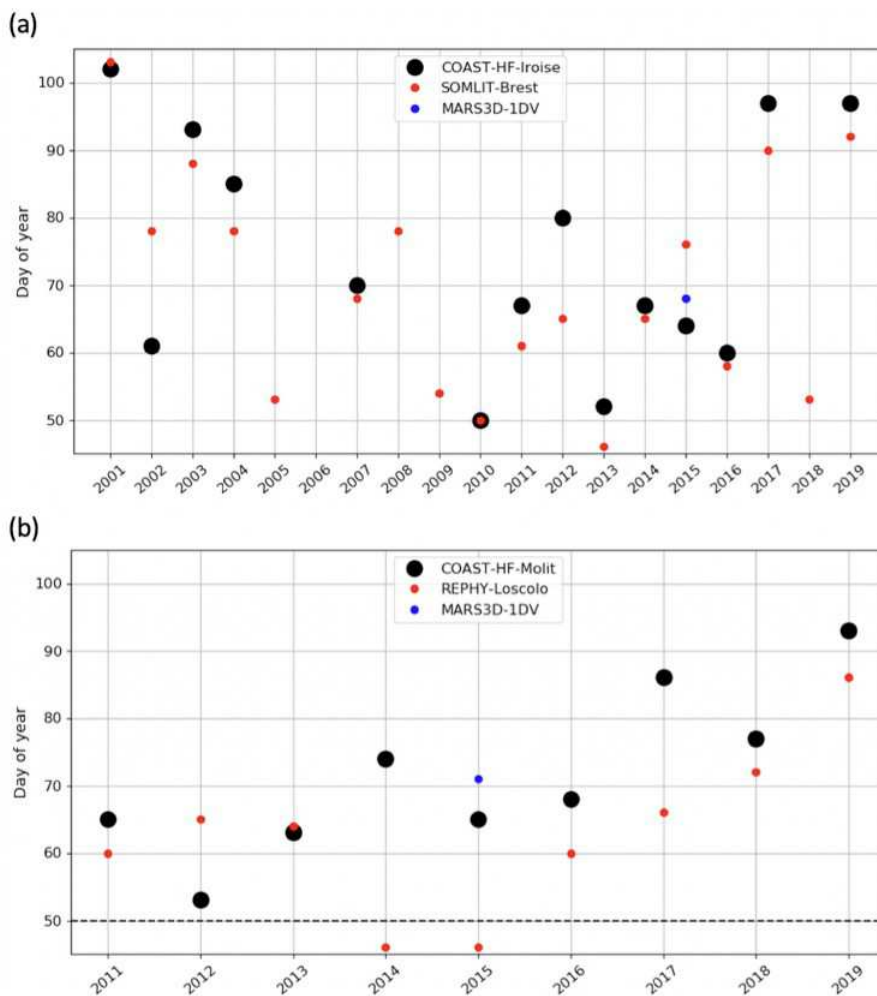 (a)
COAST-HF-Iroise
SOMLIT-Brest
MARS3D-1DV
Day of year
100
90
80
70
60
50
2001 2002 2003 2004 2005 2006 2007 2008 2009 2010 2011 2012 2013 2014 2015 2016 2017 2018 2019
(b)
COAST-HF-Molit
REPHY-Loscolo
MARS3D-1DV
Day of year
100
90
80
70
60
50
2011 2012 2013 2014 2015 2016 2017 2018 2019